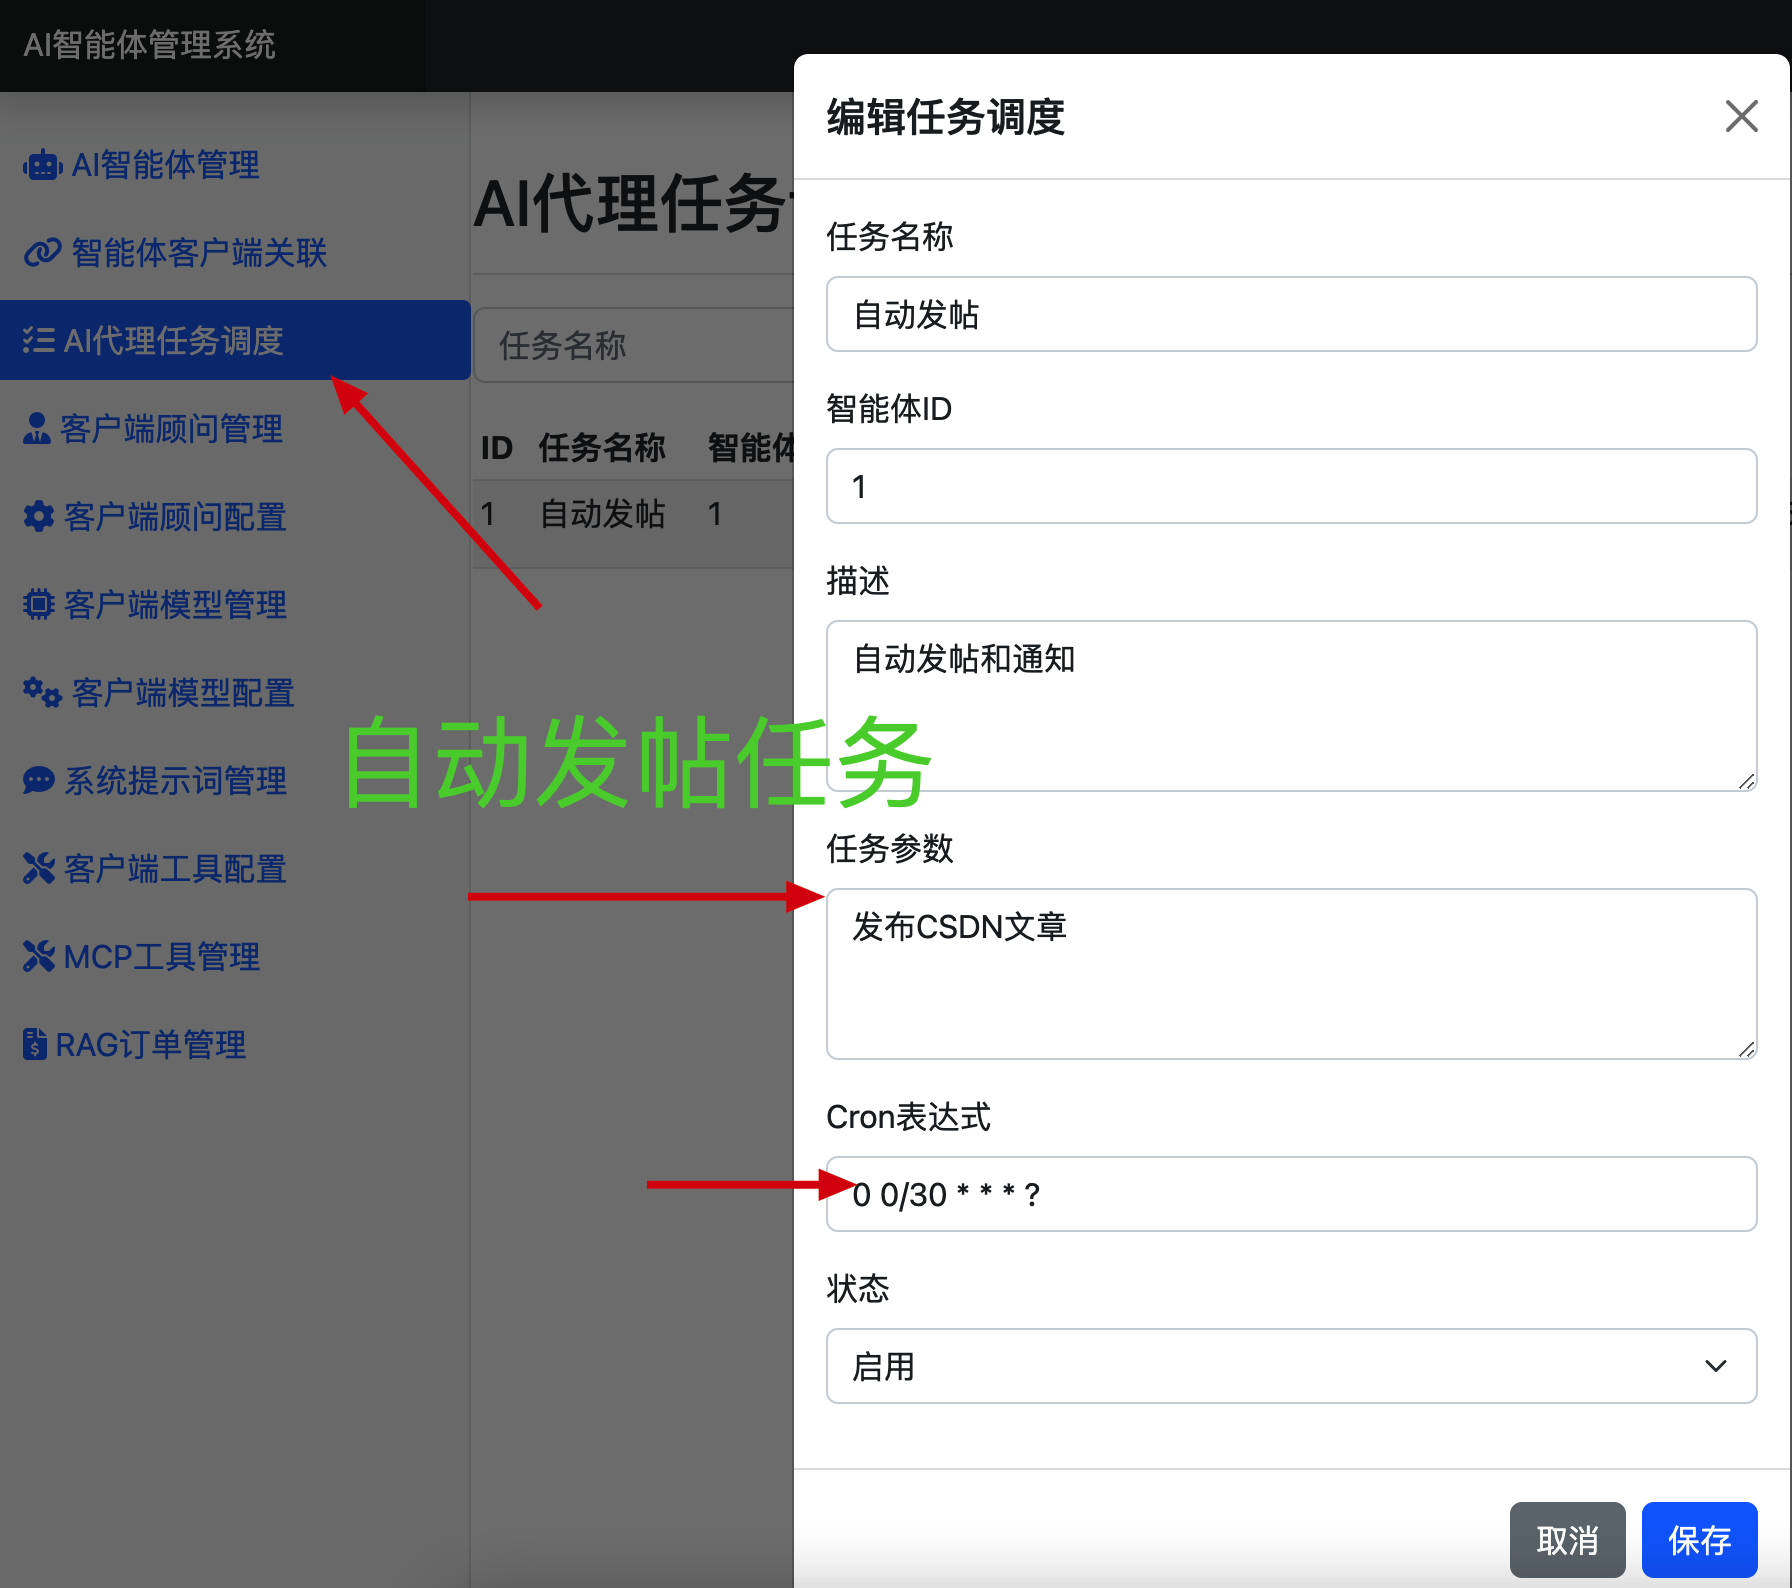 AI智能体管理系统
AI智能体管理
智能体客户端关联
AI代理任务调度
客户端顾问管理
客户端顾问配置
客户端模型管理
客户端模型配置
系统提示词管理
客户端工具配置
MCP工具管理
RAG订单管理
AI代理任务
任务名称
ID 任务名称 智能体
1 自动发帖 1
自动发帖任务
编辑任务调度
任务名称
自动发帖
智能体ID
1
描述
自动发帖和通知
任务参数
发布CSDN文章
Cron表达式
0 0/30 * * * ?
状态
启用
取消 保存